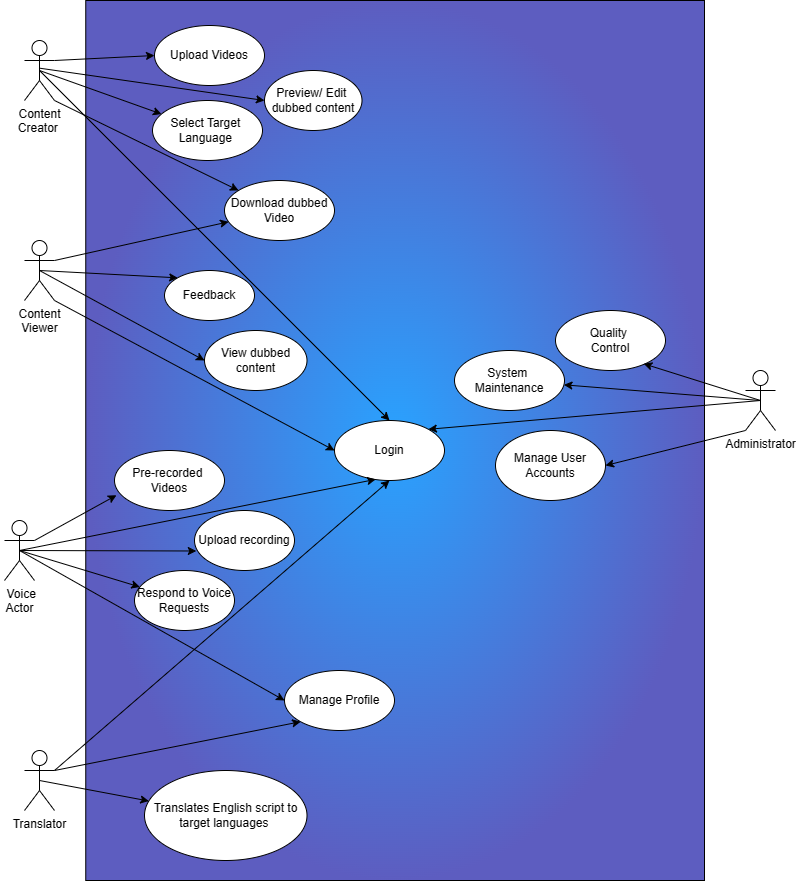 Upload Videos
Preview/ Edit
dubbed content
Content
Creator
Select Target
Language
Download dubbed
Video
Content
Viewer
Feedback
View dubbed
content
Quality
Control
System
Maintenance
Administrator
Login
Manage User
Accounts
Pre-recorded
Videos
Upload recording
Voice
Actor
Respond to Voice
Requests
Manage Profile
Translator
Translates English script to
target languages